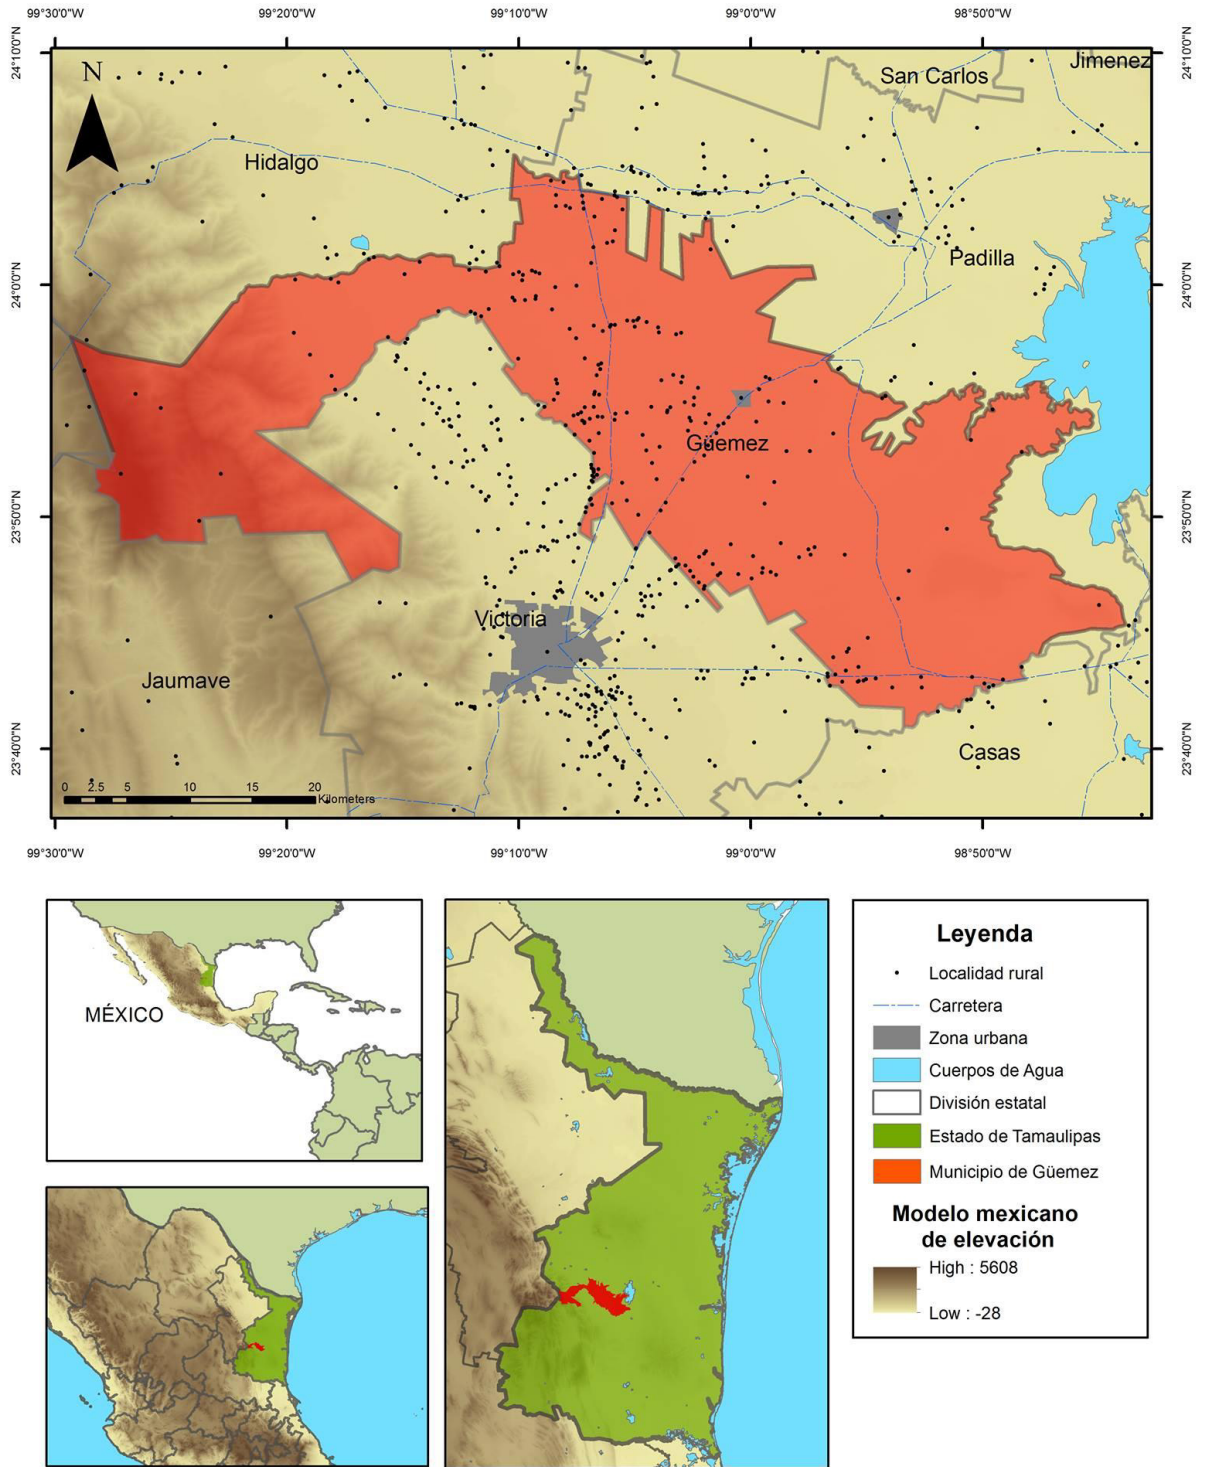 99°30'0"W
99°20'0"W
99°10'0"W
99°0'0"W
98°50'0"W
24°10'0"N
24°10'0"N
N
San Carlos
Jimenez
Hidalgo
Padilla
24°0'0"N
24°0'0"N
Güemez
23°50'0"N
23°50'0"N
Victoria
Jaumave
Casas
23°40'0"N
23°40'0"N
0 2.5 5 10 15 20
Kilometers
99°30'0"W
99°20'0"W
99°10'0"W
99°0'0"W
98°50'0"W
MÉXICO
Leyenda
Localidad rural
Carretera
Zona urbana
Cuerpos de Agua
División estatal
Estado de Tamaulipas
Municipio de Güemez
Modelo mexicano
de elevación
High : 5608
Low : -28